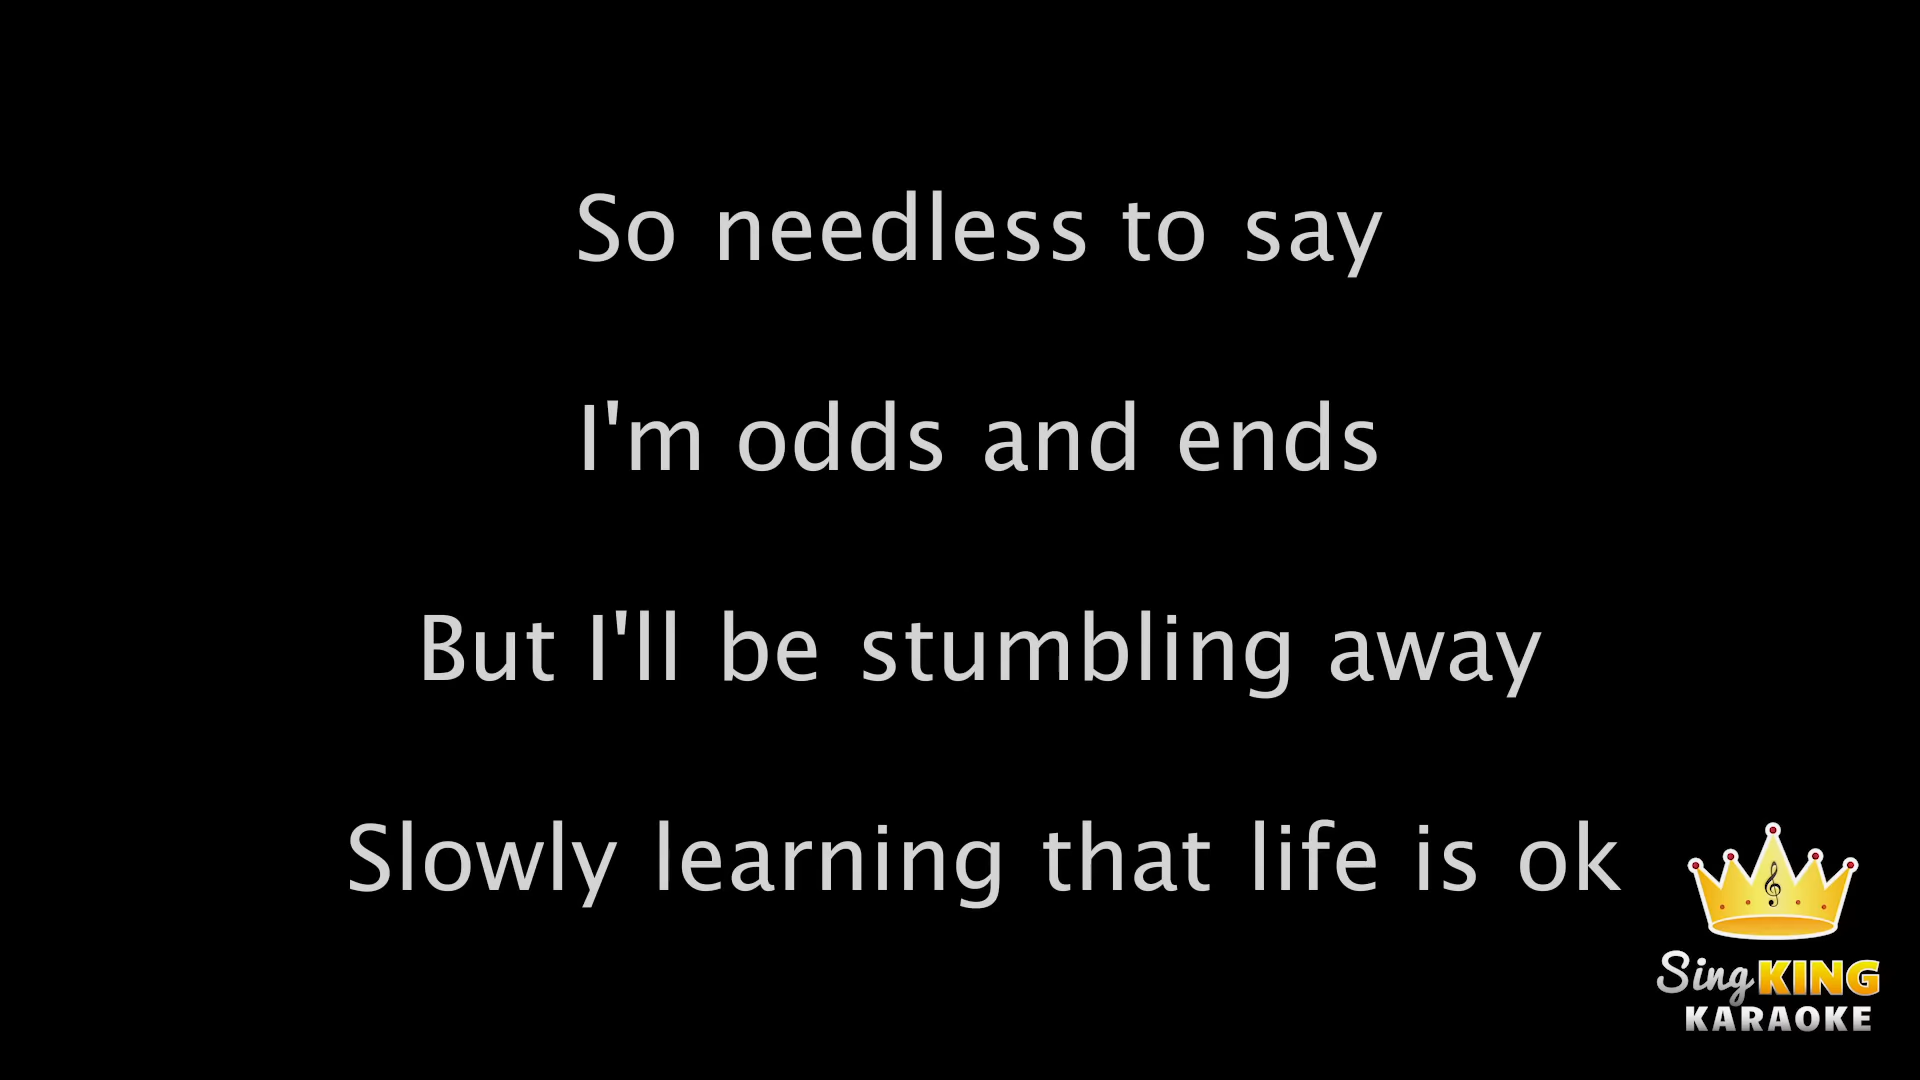 So needless to say
I'm odds and ends
But I'll be stumbling away
Slowly learning that life is ok
Sing KING
KARAOKE